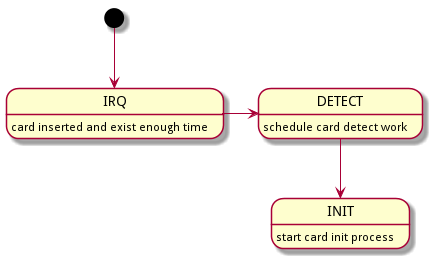 IRQ
card inserted and exist enough time
DETECT
schedule card detect work
INIT
start card init process